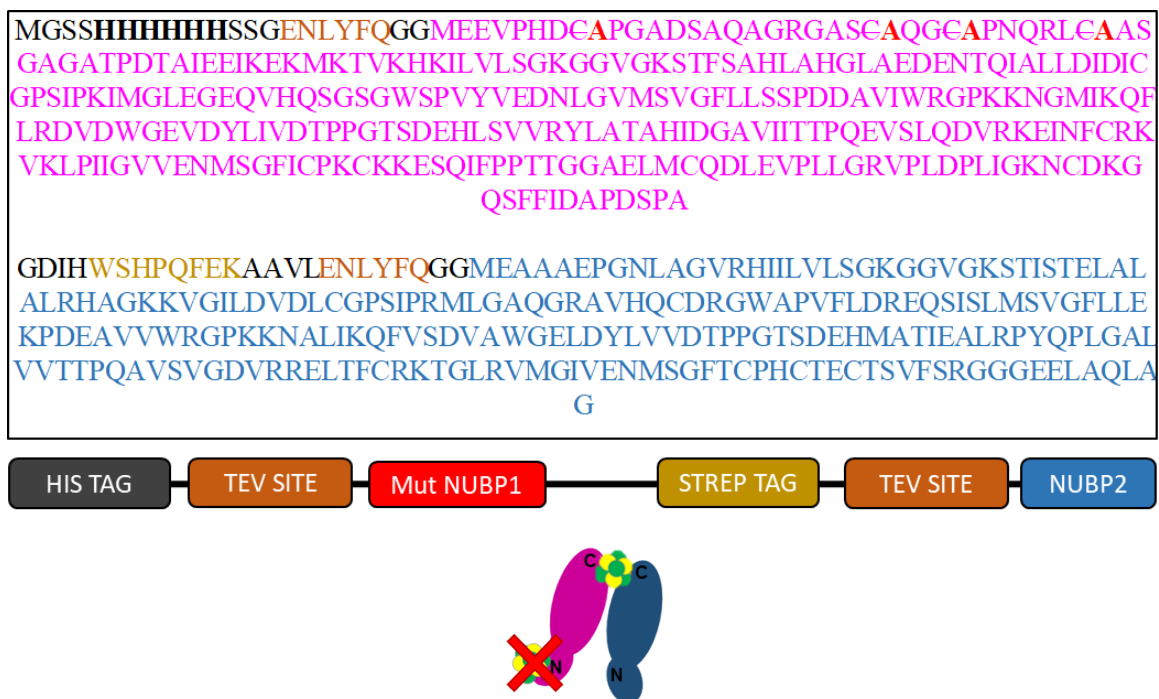 MGSSHHHHHHSSGENLYFQGGMEEVPHDCAPGADSAQAGRGASCAQGCAPNQRLCAAS
GAGATPDTAIEEIKEKMKTVKHKILVLSGKGGVGKSTFSAHLAHGLAEDENTQIALLDIDIC
GPSIPKIMGLEGEQVHQSGSGWSPVYVEDNLGVMSVGFLLSSPDDAVIWRGPKKNGMIKQF
LRDVDWGEVDYLIVDTPPGTSDEHLSVVRYLATAHIDGAVIITTPQEVSLQDVRKEINFCRK
VKLPIIGVVENMSGFICPKCKKESQIFPPTTGGAELMCQDLEVPLLGRVPLDPLIGKNCDKG
QSFFIDAPDSPA
GDIHWSHPQFEKAAVLENLYFQGGMEAAAEPGNLAGVRHIILVLSGKGGVGKSTISTELAL
ALRHAGKKVGILDVDLCGPSIPRMLGAQGRAVHQCDRGWAPVFLDREQSISLMSVGFLLE
KPDEAVVWRGPKKNALIKQFVSDVAWGELDYLVVDTPPGTSDEHMATIEALRPYQPLGAL
VVTTPQAVSVGDVRRELTFCRKTGLRVMGIVENMSGFTCPHCTECTSVFSRGGGEELAQLA
G
HIS TAG TEV SITE Mut NUBP1 STREP TAG TEV SITE NUBP2
C C
N N